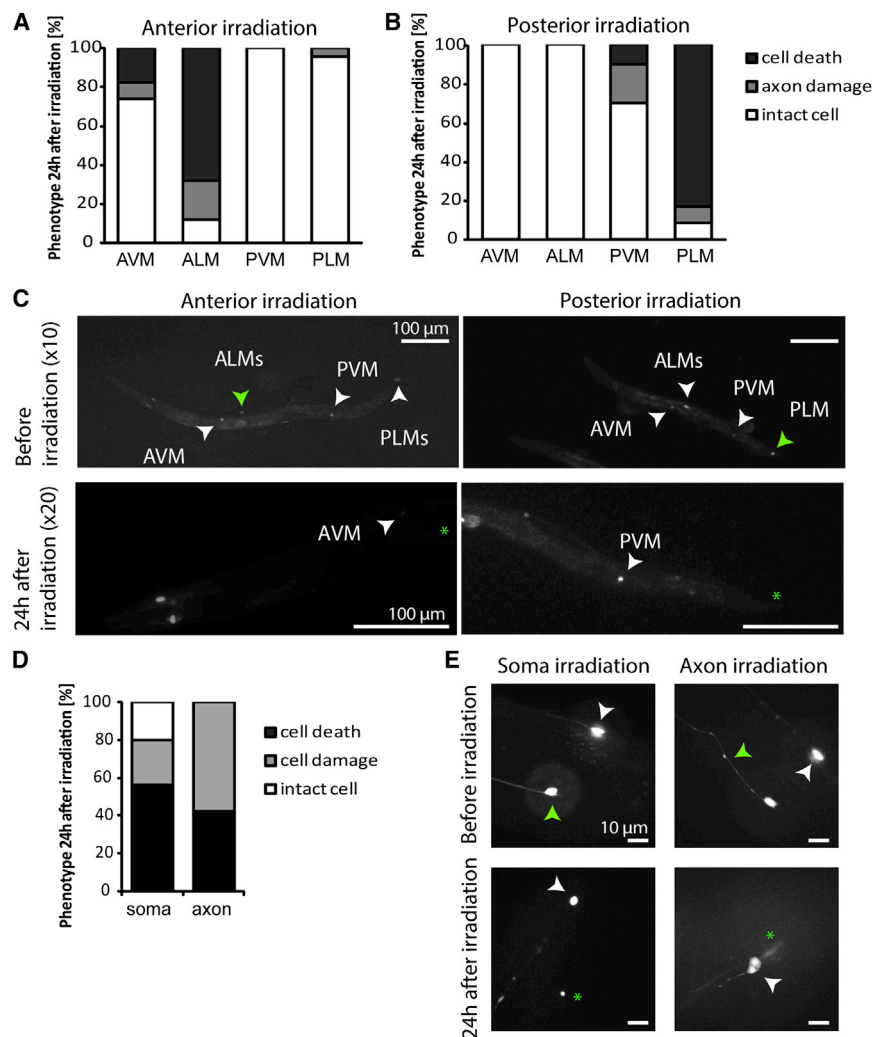 A
Anterior irradiation
Phenotype 24h after irradiation [%]
100
80
60
40
20
0
AVM ALM PVM PLM
B
Posterior irradiation
Phenotype 24h after irradiation [%]
100
80
60
40
20
0
AVM ALM PVM PLM
cell death
axon damage
intact cell
C
Anterior irradiation
Posterior irradiation
Before
irradiation (x10)
100 µm
ALMs
PVM
AVM
PLMs
ALMs
PVM
AVM
PLM
24h after
irradiation (x20)
AVM
*
100 µm
PVM
*
D
Phenotype 24h after irradiation [%]
100
80
60
40
20
0
soma axon
cell death
cell damage
intact cell
E
Soma irradiation
Axon irradiation
Before irradiation
10 µm
24h after irradiation
*
*